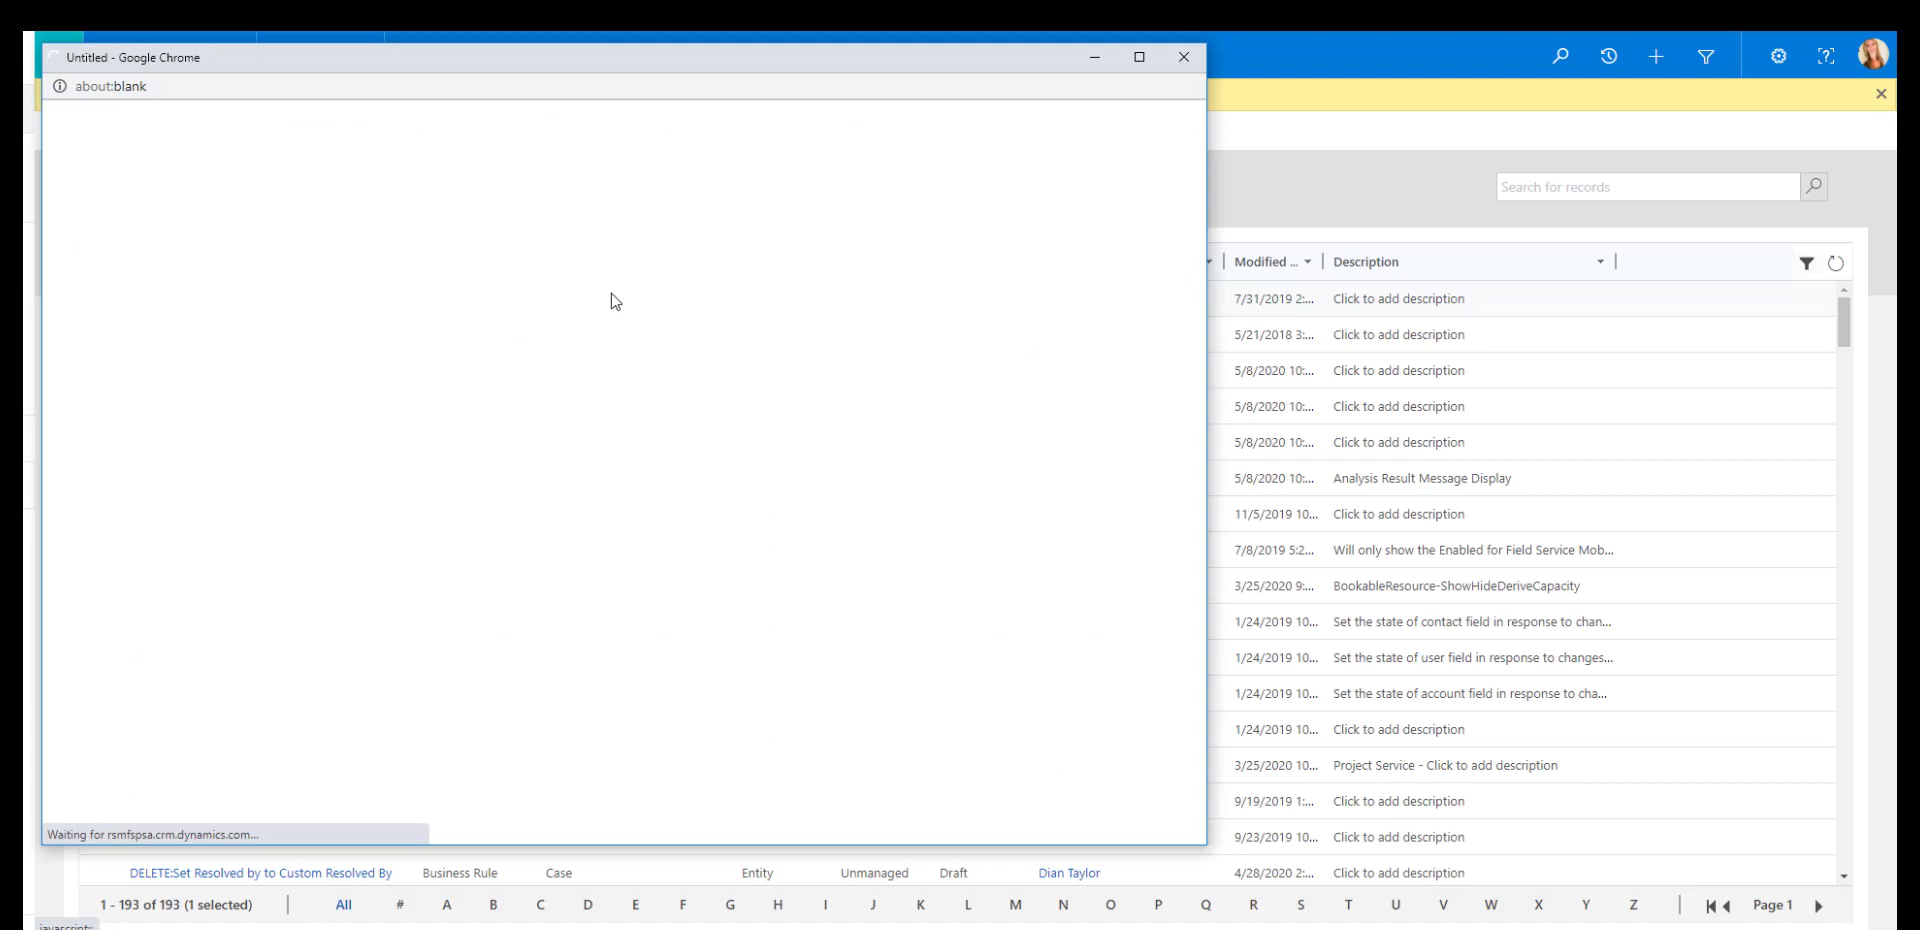 Untitled - Google Chrome
about:blank
Search for records
Modified ... Description
7/31/2019 2:... Click to add description
5/21/2018 3:... Click to add description
5/8/2020 10:... Click to add description
5/8/2020 10:... Click to add description
5/8/2020 10:... Click to add description
5/8/2020 10:... Analysis Result Message Display
11/5/2019 10... Click to add description
7/8/2019 5:2... Will only show the Enabled for Field Service Mob...
3/25/2020 9:... BookableResource-ShowHideDeriveCapacity
1/24/2019 10... Set the state of contact field in response to chan...
1/24/2019 10... Set the state of user field in response to changes...
1/24/2019 10... Set the state of account field in response to cha...
1/24/2019 10... Click to add description
3/25/2020 10... Project Service - Click to add description
9/19/2019 1:... Click to add description
9/23/2019 10... Click to add description
Waiting for rsmfspsa.crm.dynamics.com...
DELETE:Set Resolved by to Custom Resolved By Business Rule Case Entity Unmanaged Draft Dian Taylor 4/28/2020 2:... Click to add description
1 - 193 of 193 (1 selected) All # A B C D E F G H I J K L M N O P Q R S T U V W X Y Z Page 1
javascript:;